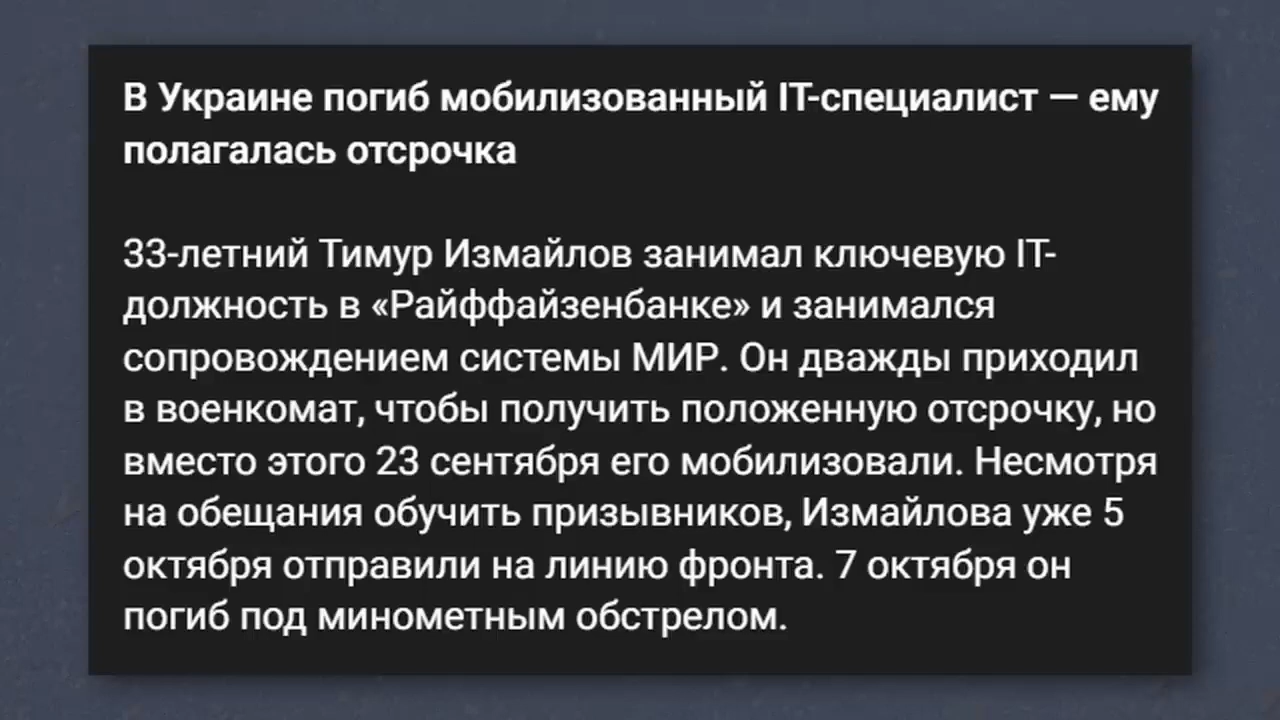 В Украине погиб мобилизованный IT-специалист — ему
полагалась отсрочка
33-летний Тимур Измайлов занимал ключевую IT-
должность в «Райффайзенбанке» и занимался
сопровождением системы МИР. Он дважды приходил
в военкомат, чтобы получить положенную отсрочку, но
вместо этого 23 сентября его мобилизовали. Несмотря
на обещания обучить призывников, Измайлова уже 5
октября отправили на линию фронта. 7 октября он
погиб под минометным обстрелом.